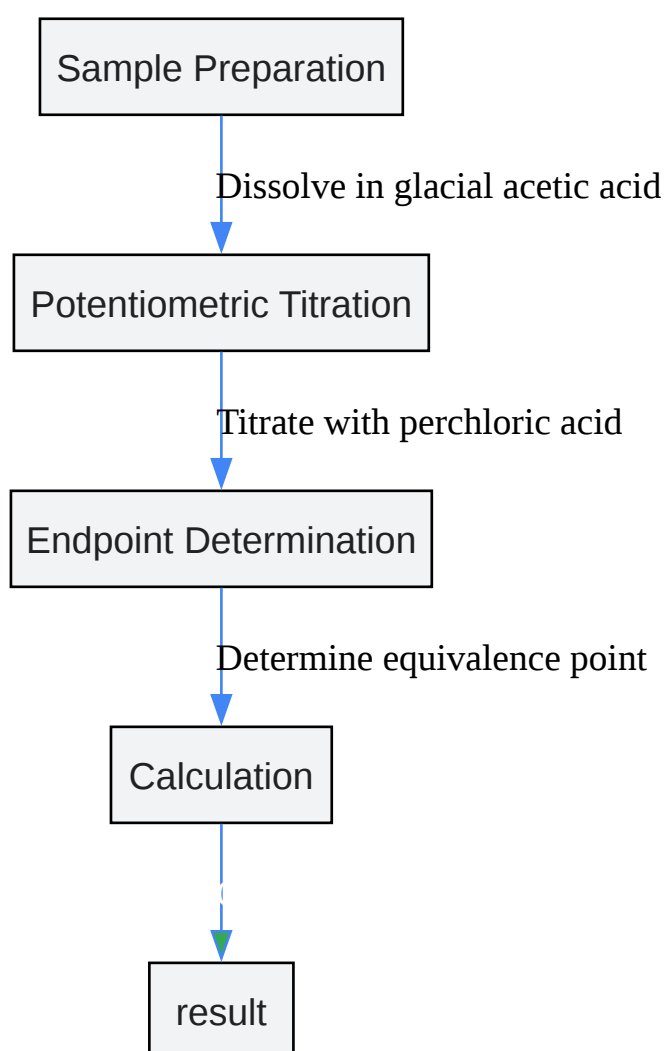 Sample Preparation
Dissolve in glacial acetic acid
Potentiometric Titration
Titrate with perchloric acid
Endpoint Determination
Determine equivalence point
Calculation
result